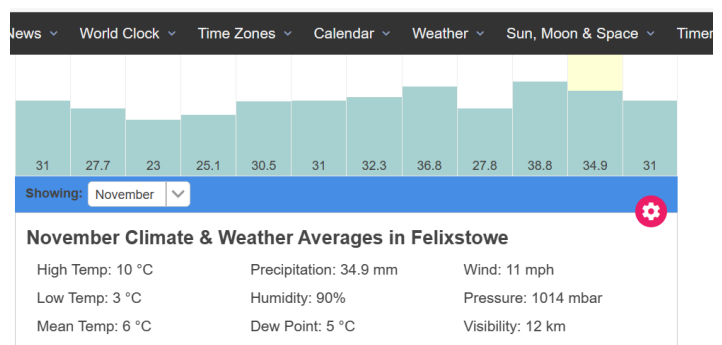 News World Clock Time Zones Calendar Weather Sun, Moon & Space Timer
31 27.7 23 25.1 30.5 31 32.3 36.8 27.8 38.8 34.9 31
Showing: November
November Climate & Weather Averages in Felixstowe
High Temp: 10 °C Precipitation: 34.9 mm Wind: 11 mph
Low Temp: 3 °C Humidity: 90% Pressure: 1014 mbar
Mean Temp: 6 °C Dew Point: 5 °C Visibility: 12 km